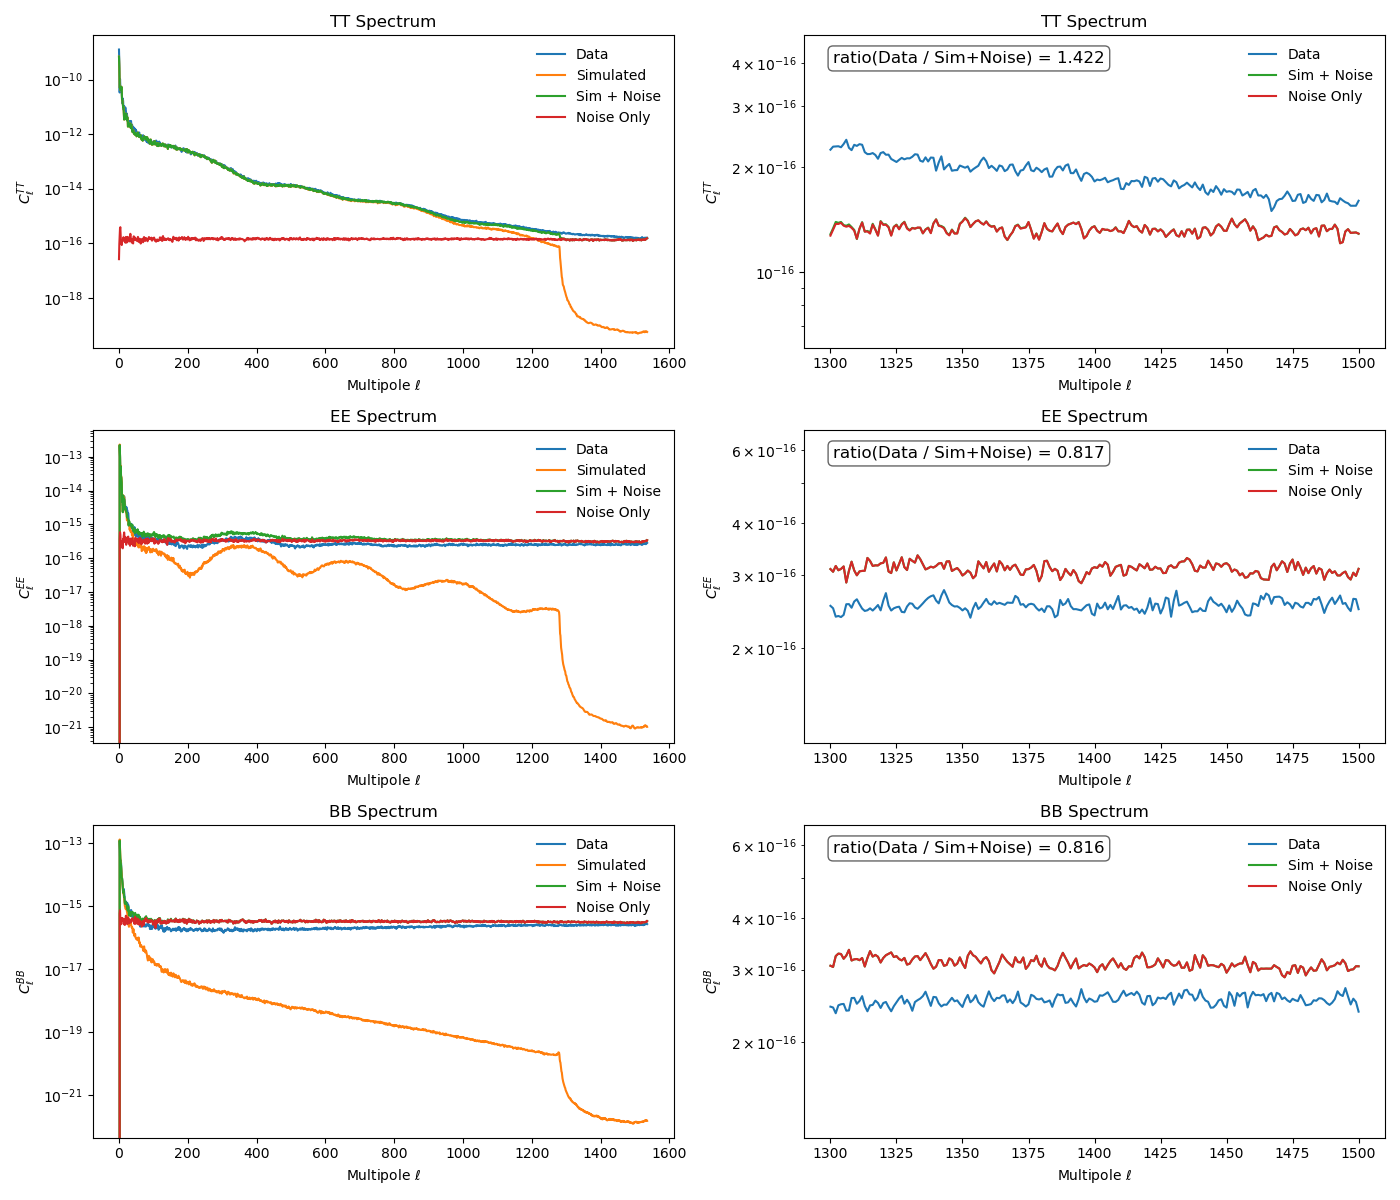 TT Spectrum
Data
Simulated
Sim + Noise
Noise Only
10⁻¹⁰
10⁻¹²
10⁻¹⁴
10⁻¹⁶
10⁻¹⁸
C_ℓ^{TT}
0 200 400 600 800 1000 1200 1400 1600
Multipole ℓ
TT Spectrum
ratio(Data / Sim+Noise) = 1.422
Data
Sim + Noise
Noise Only
4 × 10⁻¹⁶
3 × 10⁻¹⁶
2 × 10⁻¹⁶
10⁻¹⁶
C_ℓ^{TT}
1300 1325 1350 1375 1400 1425 1450 1475 1500
Multipole ℓ
EE Spectrum
Data
Simulated
Sim + Noise
Noise Only
10⁻¹³
10⁻¹⁴
10⁻¹⁵
10⁻¹⁶
10⁻¹⁷
10⁻¹⁸
10⁻¹⁹
10⁻²⁰
10⁻²¹
C_ℓ^{EE}
0 200 400 600 800 1000 1200 1400 1600
Multipole ℓ
EE Spectrum
ratio(Data / Sim+Noise) = 0.817
Data
Sim + Noise
Noise Only
6 × 10⁻¹⁶
4 × 10⁻¹⁶
3 × 10⁻¹⁶
2 × 10⁻¹⁶
C_ℓ^{EE}
1300 1325 1350 1375 1400 1425 1450 1475 1500
Multipole ℓ
BB Spectrum
Data
Simulated
Sim + Noise
Noise Only
10⁻¹³
10⁻¹⁵
10⁻¹⁷
10⁻¹⁹
10⁻²¹
C_ℓ^{BB}
0 200 400 600 800 1000 1200 1400 1600
Multipole ℓ
BB Spectrum
ratio(Data / Sim+Noise) = 0.816
Data
Sim + Noise
Noise Only
6 × 10⁻¹⁶
4 × 10⁻¹⁶
3 × 10⁻¹⁶
2 × 10⁻¹⁶
C_ℓ^{BB}
1300 1325 1350 1375 1400 1425 1450 1475 1500
Multipole ℓ